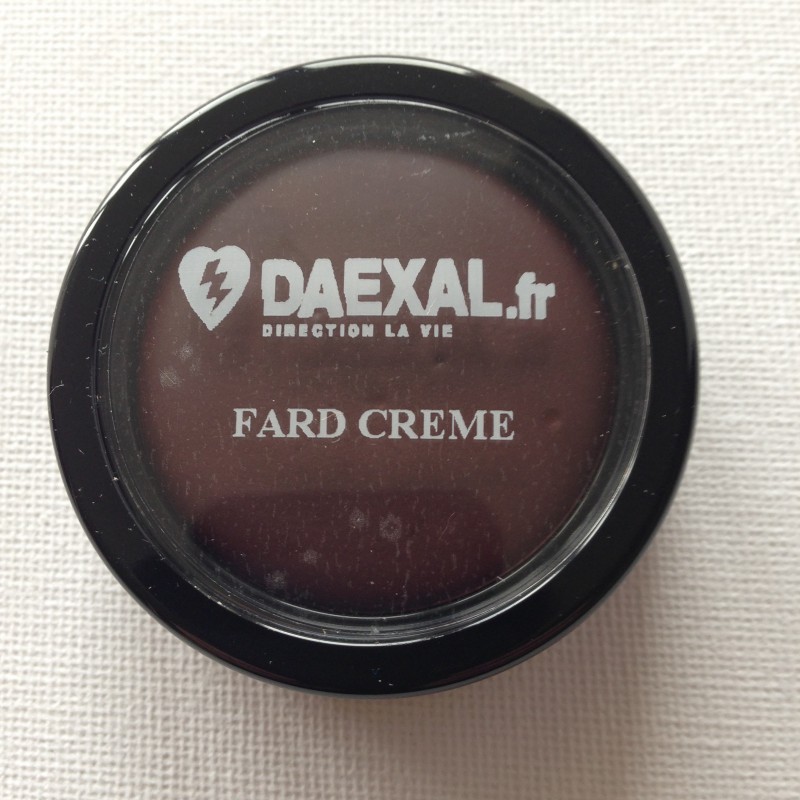 DAEXAL.fr
DIRECTION LA VIE
FARD CREME